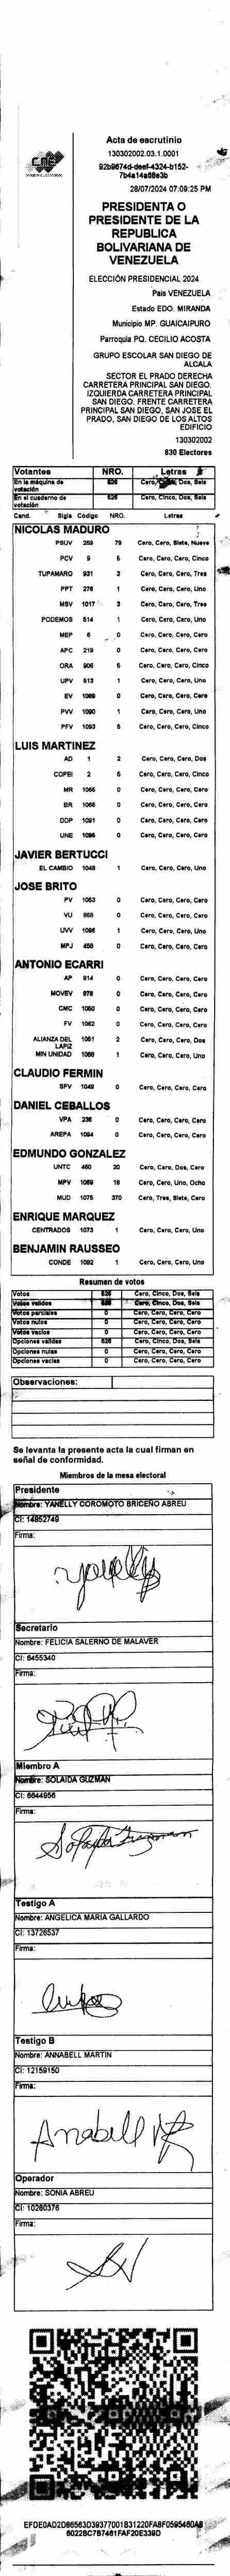 CNE
Acta de escrutinio
130302002.03.1.0001
92b9674d-deef-4324-b152-
7b4a14a68e3b
28/07/2024 07:09:25 PM
PRESIDENTA O
PRESIDENTE DE LA
REPUBLICA
BOLIVARIANA DE
VENEZUELA
ELECCIÓN PRESIDENCIAL 2024
Pais VENEZUELA
Estado EDO. MIRANDA
Municipio MP. GUAICAIPURO
Parroquia PQ. CECILIO ACOSTA
GRUPO ESCOLAR SAN DIEGO DE
ALCALA
SECTOR EL PRADO DERECHA
CARRETERA PRINCIPAL SAN DIEGO.
IZQUIERDA CARRETERA PRINCIPAL
SAN DIEGO. FRENTE CARRETERA
PRINCIPAL SAN DIEGO, SAN JOSE EL
PRADO, SAN DIEGO DE LOS ALTOS
EDIFICIO
130302002
830 Electores
Votantes NRO. Letras
En la máquina de votación 526 Cero, Cinco, Dos, Seis
En el cuaderno de votación 526 Cero, Cinco, Dos, Seis
Cand. Sigla Código NRO. Letras
NICOLAS MADURO
PSUV 269 79 Cero, Cero, Siete, Nueve
PCV 9 5 Cero, Cero, Cero, Cinco
TUPAMARO 931 3 Cero, Cero, Cero, Tres
PPT 276 1 Cero, Cero, Cero, Uno
MSV 1017 3 Cero, Cero, Cero, Tres
PODEMOS 514 1 Cero, Cero, Cero, Uno
MEP 6 0 Cero, Cero, Cero, Cero
APC 219 0 Cero, Cero, Cero, Cero
ORA 906 5 Cero, Cero, Cero, Cinco
UPV 513 1 Cero, Cero, Cero, Uno
EV 1089 0 Cero, Cero, Cero, Cero
PVV 1090 1 Cero, Cero, Cero, Uno
PFV 1093 5 Cero, Cero, Cero, Cinco
LUIS MARTINEZ
AD 1 2 Cero, Cero, Cero, Dos
COPEI 2 5 Cero, Cero, Cero, Cinco
MR 1065 0 Cero, Cero, Cero, Cero
BR 1066 0 Cero, Cero, Cero, Cero
DDP 1091 0 Cero, Cero, Cero, Cero
UNE 1095 0 Cero, Cero, Cero, Cero
JAVIER BERTUCCI
EL CAMBIO 1046 1 Cero, Cero, Cero, Uno
JOSE BRITO
PV 1053 0 Cero, Cero, Cero, Cero
VU 868 0 Cero, Cero, Cero, Cero
UVV 1096 1 Cero, Cero, Cero, Uno
MPJ 458 0 Cero, Cero, Cero, Cero
ANTONIO ECARRI
AP 614 0 Cero, Cero, Cero, Cero
MOVEV 979 0 Cero, Cero, Cero, Cero
CMC 1050 0 Cero, Cero, Cero, Cero
FV 1062 0 Cero, Cero, Cero, Cero
ALIANZA DEL LAPIZ 1051 2 Cero, Cero, Cero, Dos
MIN UNIDAD 1058 1 Cero, Cero, Cero, Uno
CLAUDIO FERMIN
SPV 1049 0 Cero, Cero, Cero, Cero
DANIEL CEBALLOS
VPA 236 0 Cero, Cero, Cero, Cero
AREPA 1094 0 Cero, Cero, Cero, Cero
EDMUNDO GONZALEZ
UNTC 460 20 Cero, Cero, Dos, Cero
MPV 1059 18 Cero, Cero, Uno, Ocho
MUD 1075 370 Cero, Tres, Siete, Cero
ENRIQUE MARQUEZ
CENTRADOS 1073 1 Cero, Cero, Cero, Uno
BENJAMIN RAUSSEO
CONDE 1092 1 Cero, Cero, Cero, Uno
Resumen de votos
Votos 526 Cero, Cinco, Dos, Seis
Votos validos 526 Cero, Cinco, Dos, Seis
Votos parciales 0 Cero, Cero, Cero, Cero
Votos nulos 0 Cero, Cero, Cero, Cero
Votos vacios 0 Cero, Cero, Cero, Cero
Opciones validas 526 Cero, Cinco, Dos, Seis
Opciones nulas 0 Cero, Cero, Cero, Cero
Opciones vacias 0 Cero, Cero, Cero, Cero
Observaciones:
Se levanta la presente acta la cual firman en
señal de conformidad.
Miembros de la mesa electoral
Presidente
Nombre: YANELLY COROMOTO BRICEÑO ABREU
CI: 14852749
Firma:
Secretario
Nombre: FELICIA SALERNO DE MALAVER
CI: 6455340
Firma:
Miembro A
Nombre: SOLAIDA GUZMAN
CI: 6644956
Firma:
Testigo A
Nombre: ANGELICA MARIA GALLARDO
CI: 13726537
Firma:
Testigo B
Nombre: ANNABELL MARTIN
CI: 12159150
Firma:
Operador
Nombre: SONIA ABREU
CI: 10280376
Firma: